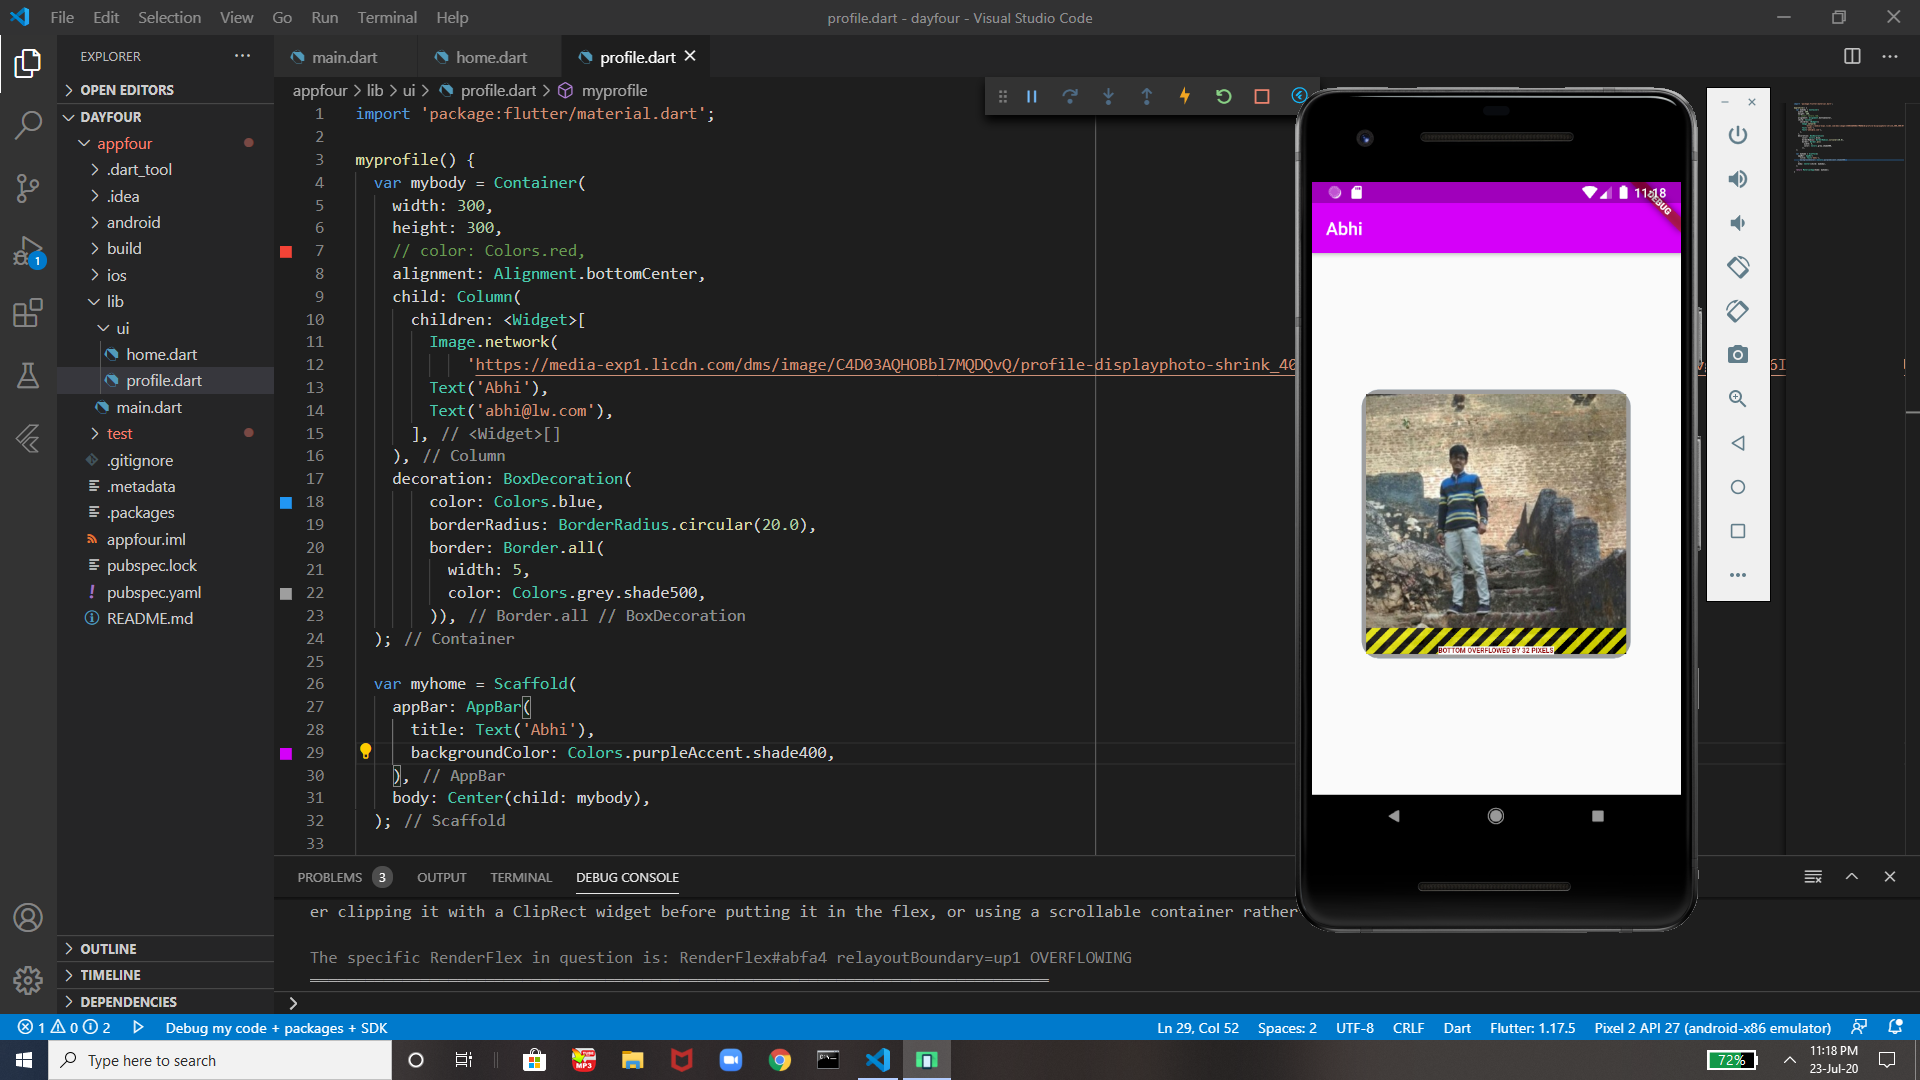 File Edit Selection View Go Run Terminal Help
profile.dart - dayfour - Visual Studio Code
EXPLORER
main.dart
home.dart
profile.dart
OPEN EDITORS
appfour > lib > ui > profile.dart > myprofile
DAYFOUR
appfour
.dart_tool
.idea
android
build
ios
lib
ui
home.dart
profile.dart
main.dart
test
.gitignore
.metadata
.packages
appfour.iml
pubspec.lock
pubspec.yaml
README.md
OUTLINE
TIMELINE
DEPENDENCIES
1 import 'package:flutter/material.dart';
2
3 myprofile() {
4 var mybody = Container(
5 width: 300,
6 height: 300,
7 // color: Colors.red,
8 alignment: Alignment.bottomCenter,
9 child: Column(
10 children: <Widget>[
11 Image.network(
12 'https://media-exp1.licdn.com/dms/image/C4D03AQHOBbl7MQDQvQ/profile-displayphoto-shrink_40
13 Text('Abhi'),
14 Text('abhi@lw.com'),
15 ], // <Widget>[]
16 ), // Column
17 decoration: BoxDecoration(
18 color: Colors.blue,
19 borderRadius: BorderRadius.circular(20.0),
20 border: Border.all(
21 width: 5,
22 color: Colors.grey.shade500,
23 )), // Border.all // BoxDecoration
24 ); // Container
25
26 var myhome = Scaffold(
27 appBar: AppBar(
28 title: Text('Abhi'),
29 backgroundColor: Colors.purpleAccent.shade400,
30 ), // AppBar
31 body: Center(child: mybody),
32 ); // Scaffold
33
11:18
DEBUG
Abhi
BOTTOM OVERFLOWED BY 32 PIXELS
PROBLEMS 3 OUTPUT TERMINAL DEBUG CONSOLE
er clipping it with a ClipRect widget before putting it in the flex, or using a scrollable container rather
The specific RenderFlex in question is: RenderFlex#abfa4 relayoutBoundary=up1 OVERFLOWING
1 0 2 Debug my code + packages + SDK
Ln 29, Col 52 Spaces: 2 UTF-8 CRLF Dart Flutter: 1.17.5 Pixel 2 API 27 (android-x86 emulator)
Type here to search
MP3
72%
11:18 PM
23-Jul-20